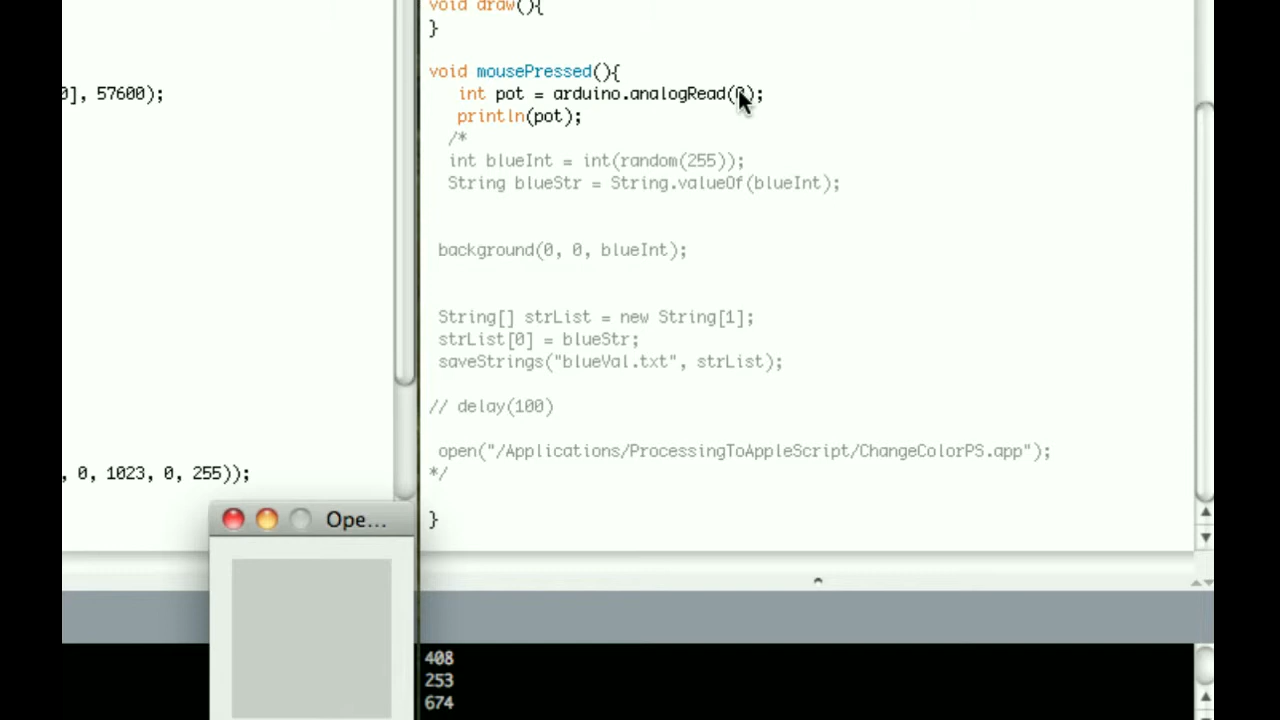 void draw(){
}
void mousePressed(){
int pot = arduino.analogRead(0);
println(pot);
/*
int blueInt = int(random(255));
String blueStr = String.valueOf(blueInt);
background(0, 0, blueInt);
String[] strList = new String[1];
strList[0] = blueStr;
saveStrings("blueVal.txt", strList);
// delay(100)
open("/Applications/ProcessingToAppleScript/ChangeColorPS.app");
*/
}
0], 57600);
, 0, 1023, 0, 255));
Ope...
408
253
674